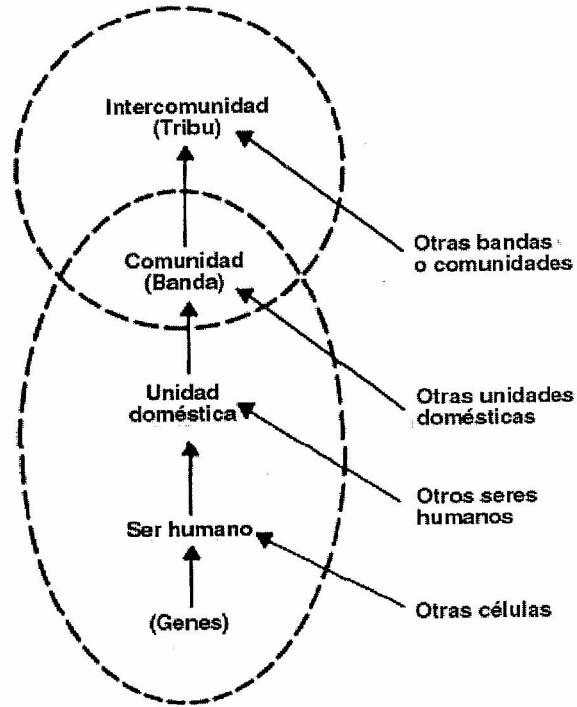 Intercomunidad
(Tribu)
Otras bandas
o comunidades
Comunidad
(Banda)
Unidad
doméstica
Otras unidades
domésticas
Otros seres
humanos
Ser humano
(Genes)
Otras células